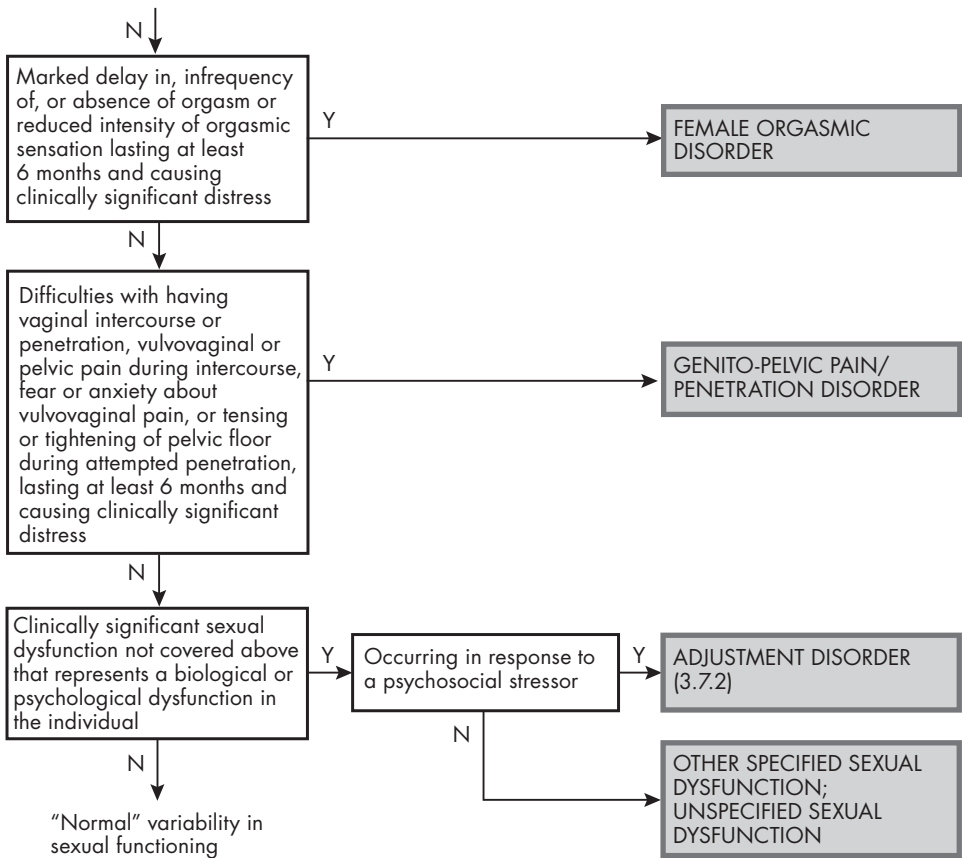 N
Marked delay in, infrequency
of, or absence of orgasm or
reduced intensity of orgasmic
sensation lasting at least
6 months and causing
clinically significant distress
Y
FEMALE ORGASMIC
DISORDER
N
Difficulties with having
vaginal intercourse or
penetration, vulvovaginal or
pelvic pain during intercourse,
fear or anxiety about
vulvovaginal pain, or tensing
or tightening of pelvic floor
during attempted penetration,
lasting at least 6 months and
causing clinically significant
distress
Y
GENITO-PELVIC PAIN/
PENETRATION DISORDER
N
Clinically significant sexual
dysfunction not covered above
that represents a biological or
psychological dysfunction in
the individual
Y
Occurring in response to
a psychosocial stressor
Y
ADJUSTMENT DISORDER
(3.7.2)
N
OTHER SPECIFIED SEXUAL
DYSFUNCTION;
UNSPECIFIED SEXUAL
DYSFUNCTION
N
"Normal" variability in
sexual functioning